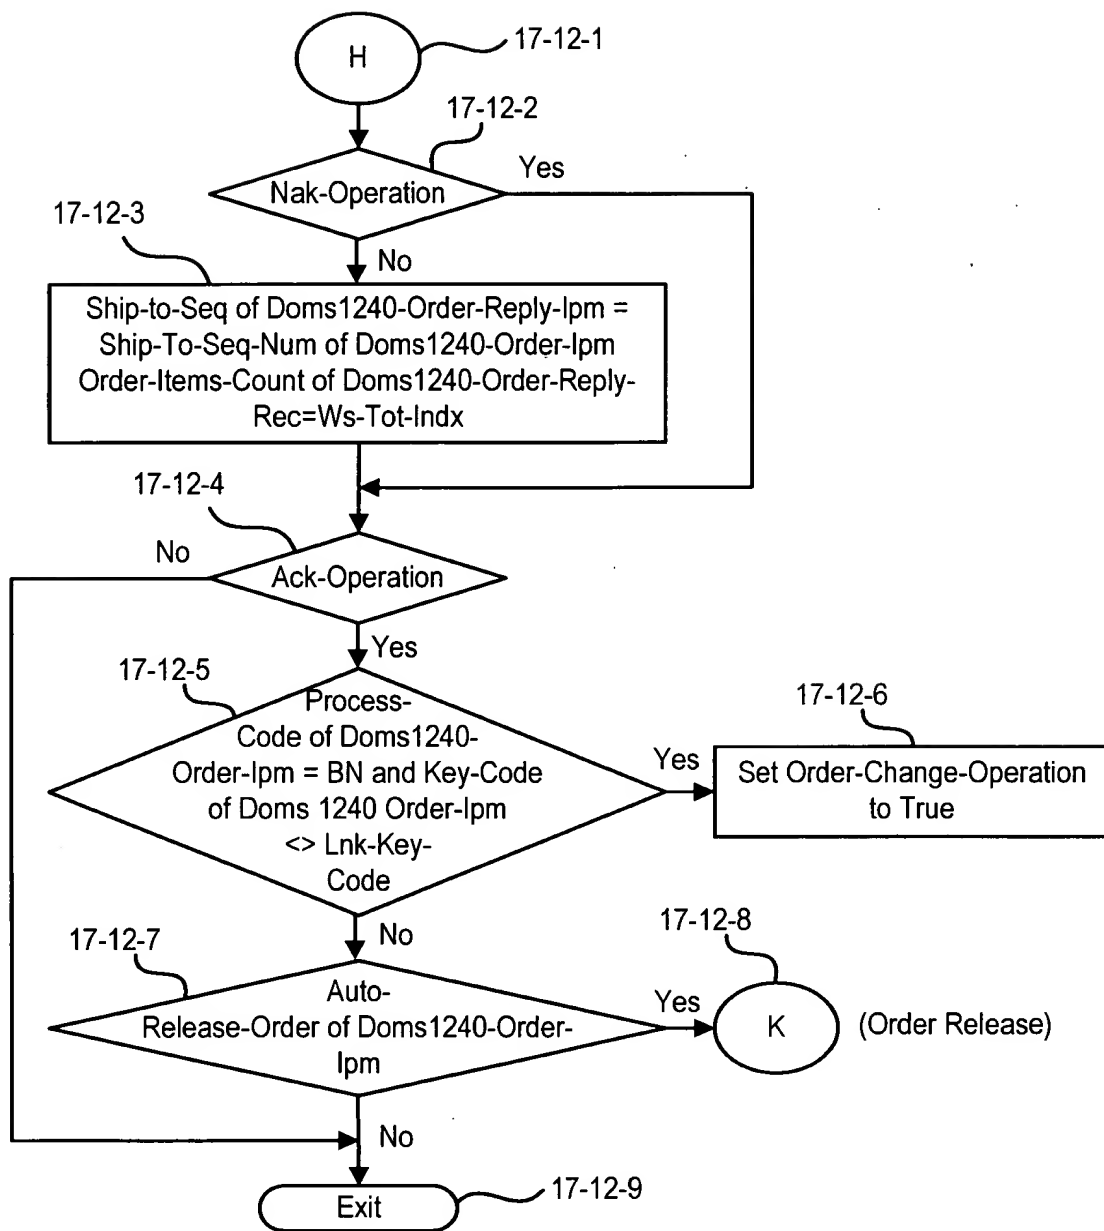 H
17-12-1
17-12-2
Nak-Operation
Yes
17-12-3
No
Ship-to-Seq of Doms1240-Order-Reply-Ipm =
Ship-To-Seq-Num of Doms1240-Order-Ipm
Order-Items-Count of Doms1240-Order-Reply-
Rec=Ws-Tot-Indx
17-12-4
No
Ack-Operation
Yes
17-12-5
Process-
Code of Doms1240-
Order-Ipm = BN and Key-Code
of Doms 1240 Order-Ipm
<> Lnk-Key-
Code
Yes
17-12-6
Set Order-Change-Operation
to True
No
17-12-7
Auto-
Release-Order of Doms1240-Order-
Ipm
Yes
17-12-8
K
(Order Release)
No
Exit
17-12-9